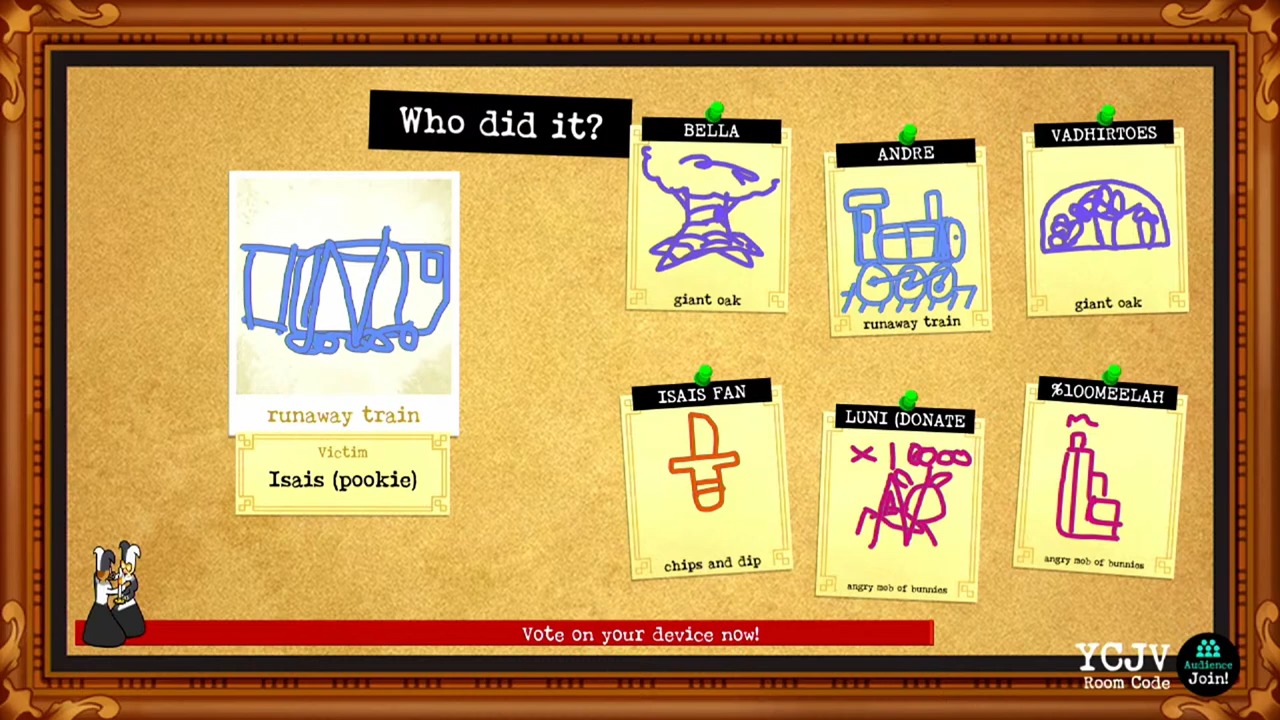 Who did it?
BELLA
ANDRE
VADHIRTOES
giant oak
runaway train
giant oak
runaway train
Victim
Isais (pookie)
ISAIS FAN
LUNI (DONATE
%100MEELAH
x 10000
chips and dip
angry mob of bunnies
angry mob of bunnies
Vote on your device now!
YCJV
Room Code
Audience
Join!